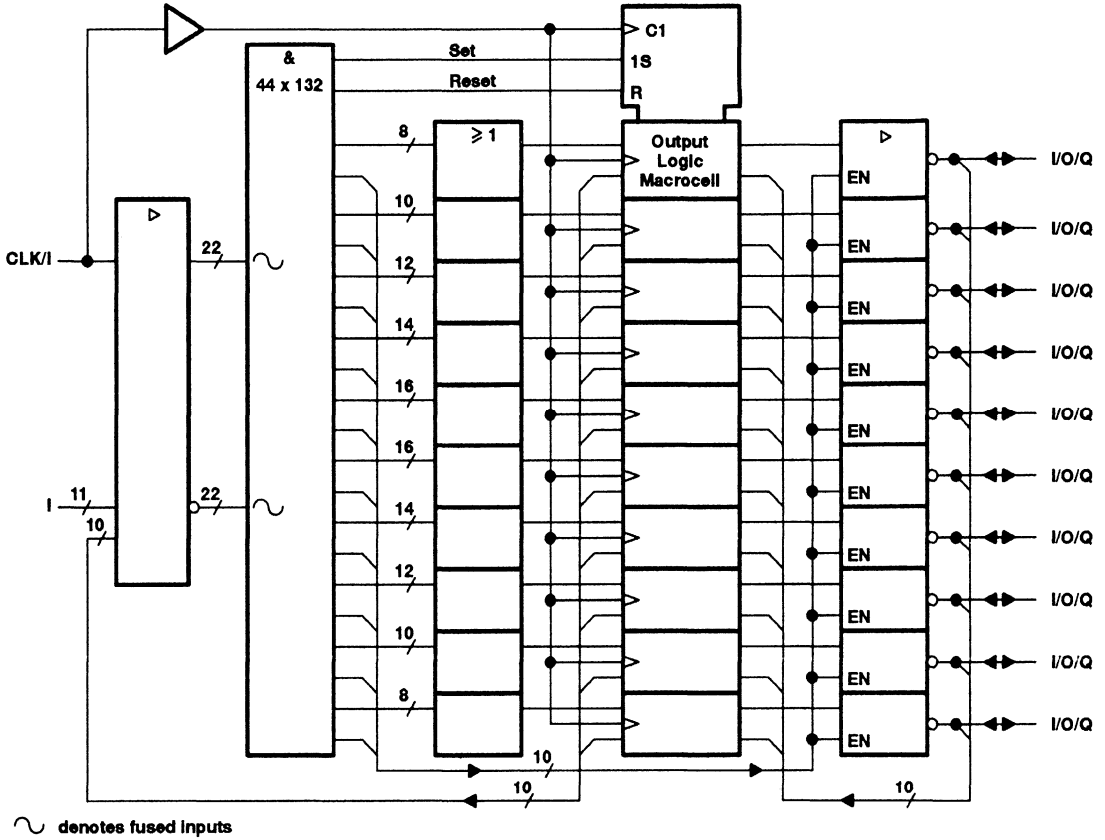 C1
&
Set
1S
44 x 132
Reset
R
8
≥ 1
Output
Logic
Macrocell
▷
I/O/Q
EN
10
I/O/Q
EN
▷
CLK/I
22
12
I/O/Q
EN
14
I/O/Q
EN
16
I/O/Q
EN
16
I/O/Q
EN
I
11
22
14
I/O/Q
EN
10
12
I/O/Q
EN
10
I/O/Q
EN
8
I/O/Q
EN
10
10
10
denotes fused inputs